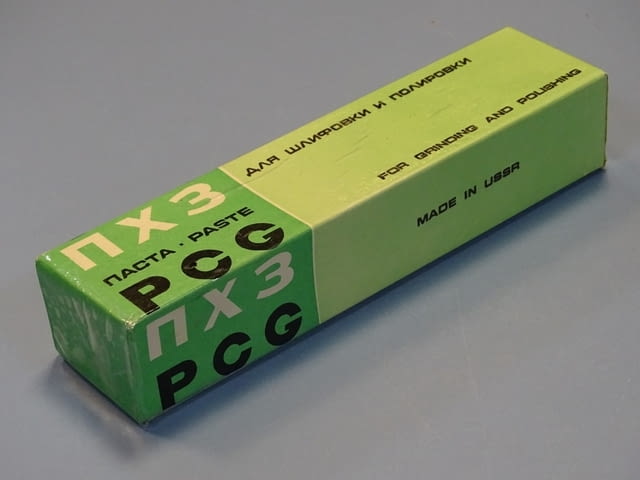 ПХЗ
ПАСТА · PASTE
PCG
ДЛЯ ШЛИФОВКИ И ПОЛИРОВКИ
FOR GRINDING AND POLISHING
ПХЗ
PCG
MADE IN USSR